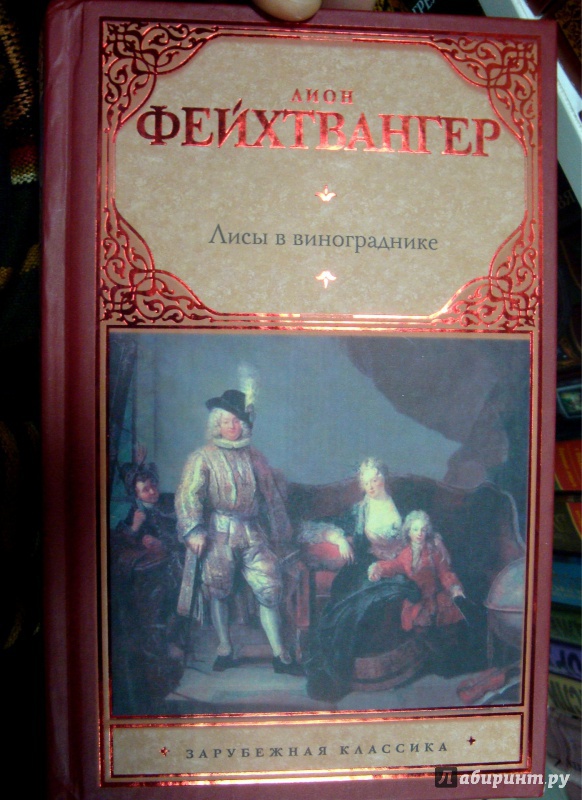 ЛИОН
ФЕЙХТВАНГЕР
Лисы в винограднике
ЗАРУБЕЖНАЯ КЛАССИКА
Лабиринт.ру